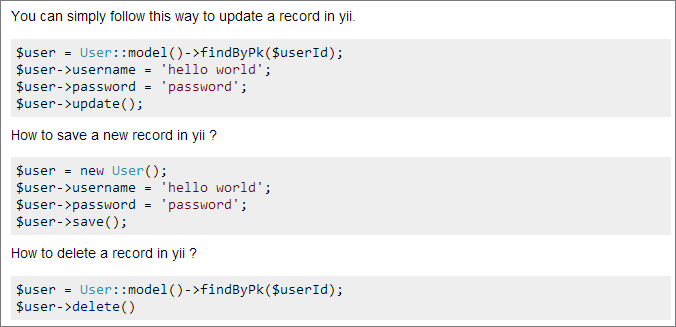 You can simply follow this way to update a record in yii.
$user = User::model()->findByPk($userId);
$user->username = 'hello world';
$user->password = 'password';
$user->update();
How to save a new record in yii ?
$user = new User();
$user->username = 'hello world';
$user->password = 'password';
$user->save();
How to delete a record in yii ?
$user = User::model()->findByPk($userId);
$user->delete()